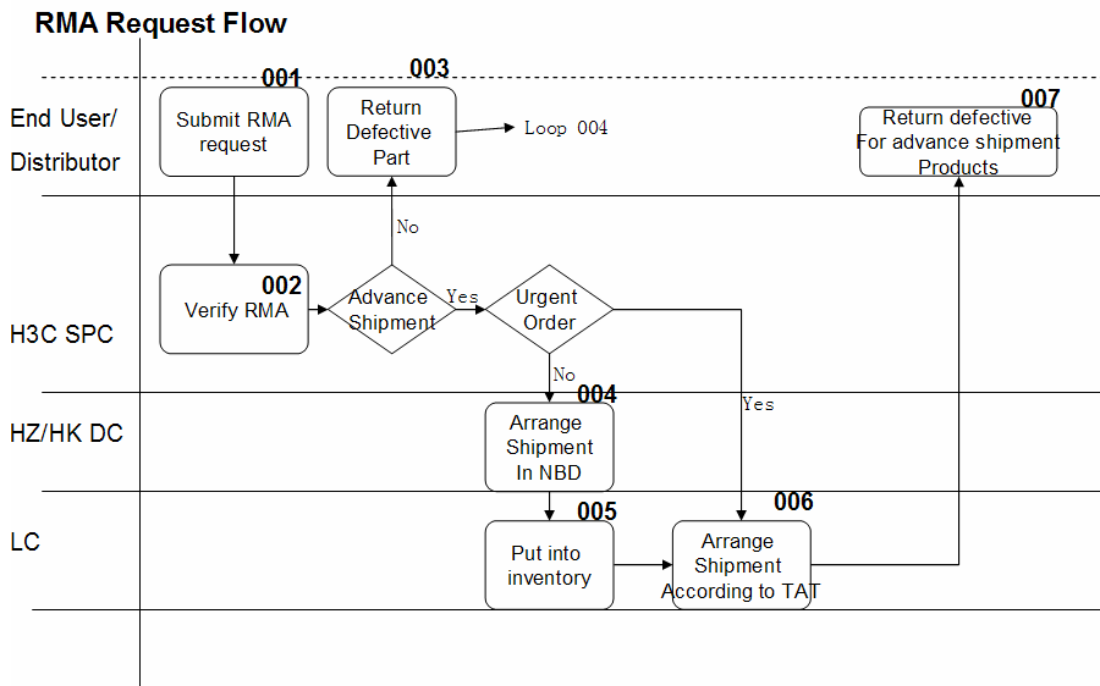 RMA Request Flow
001
003
007
End User/
Distributor
Submit RMA
request
Return
Defective
Part
Loop 004
Return defective
For advance shipment
Products
No
002
Verify RMA
Advance
Shipment
Yes
Urgent
Order
H3C SPC
No
004
Yes
HZ/HK DC
Arrange
Shipment
In NBD
005
006
LC
Put into
inventory
Arrange
Shipment
According to TAT